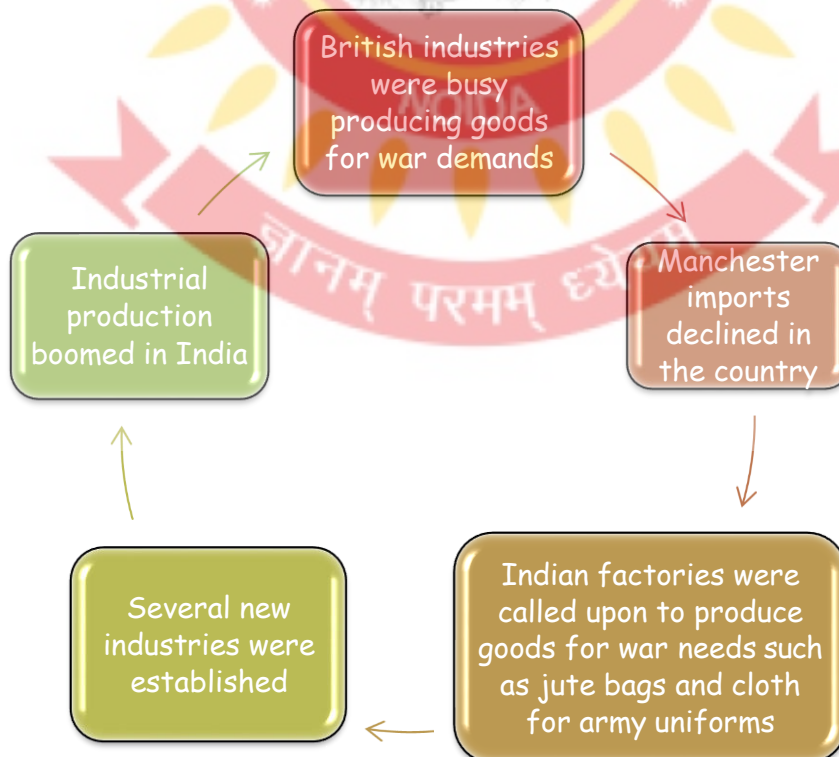 British industries
were busy
producing goods
for war demands
NOIDA
ज्ञानम् परमम् ध्येयम्
Manchester
imports
declined in
the country
Industrial
production
boomed in India
Indian factories were
called upon to produce
goods for war needs such
as jute bags and cloth
for army uniforms
Several new
industries were
established